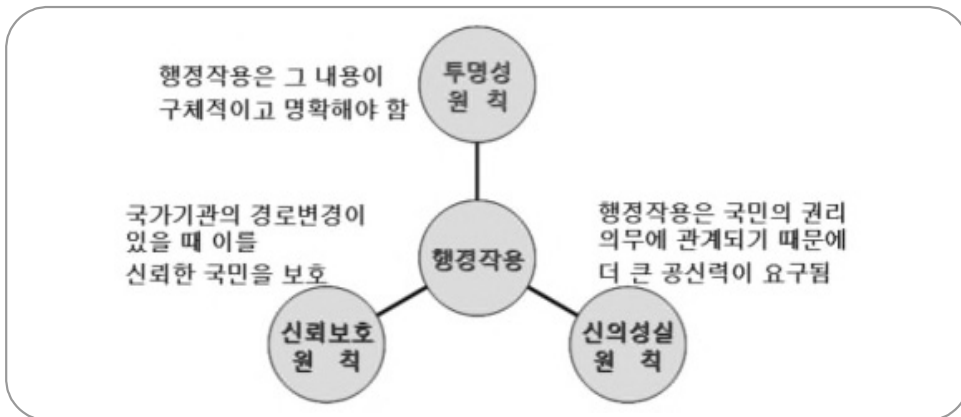 투명성
원 칙
행정작용은 그 내용이
구체적이고 명확해야 함
국가기관의 경로변경이
있을 때 이를
신뢰한 국민을 보호
행정작용은 국민의 권리
의무에 관계되기 때문에
더 큰 공신력이 요구됨
행정작용
신뢰보호
원 칙
신의성실
원 칙